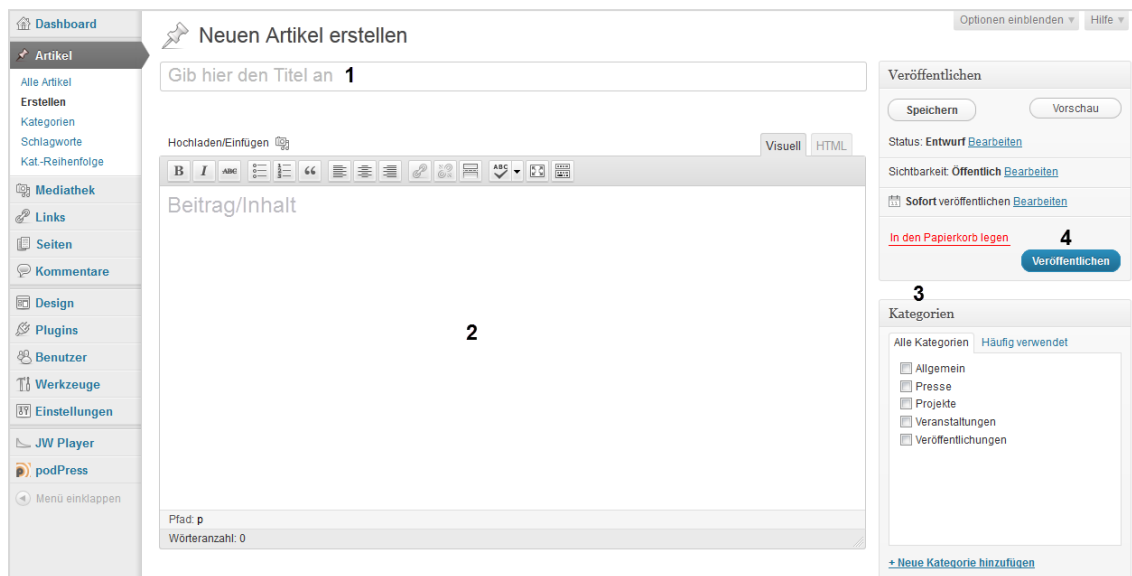 Dashboard
Artikel
Alle Artikel
Erstellen
Kategorien
Schlagworte
Kat.-Reihenfolge
Mediathek
Links
Seiten
Kommentare
Design
Plugins
Benutzer
Werkzeuge
Einstellungen
JW Player
podPress
Menü einklappen
Optionen einblenden Hilfe
Neuen Artikel erstellen
Gib hier den Titel an 1
Hochladen/Einfügen
Visuell HTML
B I ABC ABC
Beitrag/Inhalt
2
Pfad: p
Wörteranzahl: 0
Veröffentlichen
Speichern Vorschau
Status: Entwurf Bearbeiten
Sichtbarkeit: Öffentlich Bearbeiten
Sofort veröffentlichen Bearbeiten
In den Papierkorb legen 4
Veröffentlichen
3
Kategorien
Alle Kategorien Häufig verwendet
Allgemein
Presse
Projekte
Veranstaltungen
Veröffentlichungen
+ Neue Kategorie hinzufügen